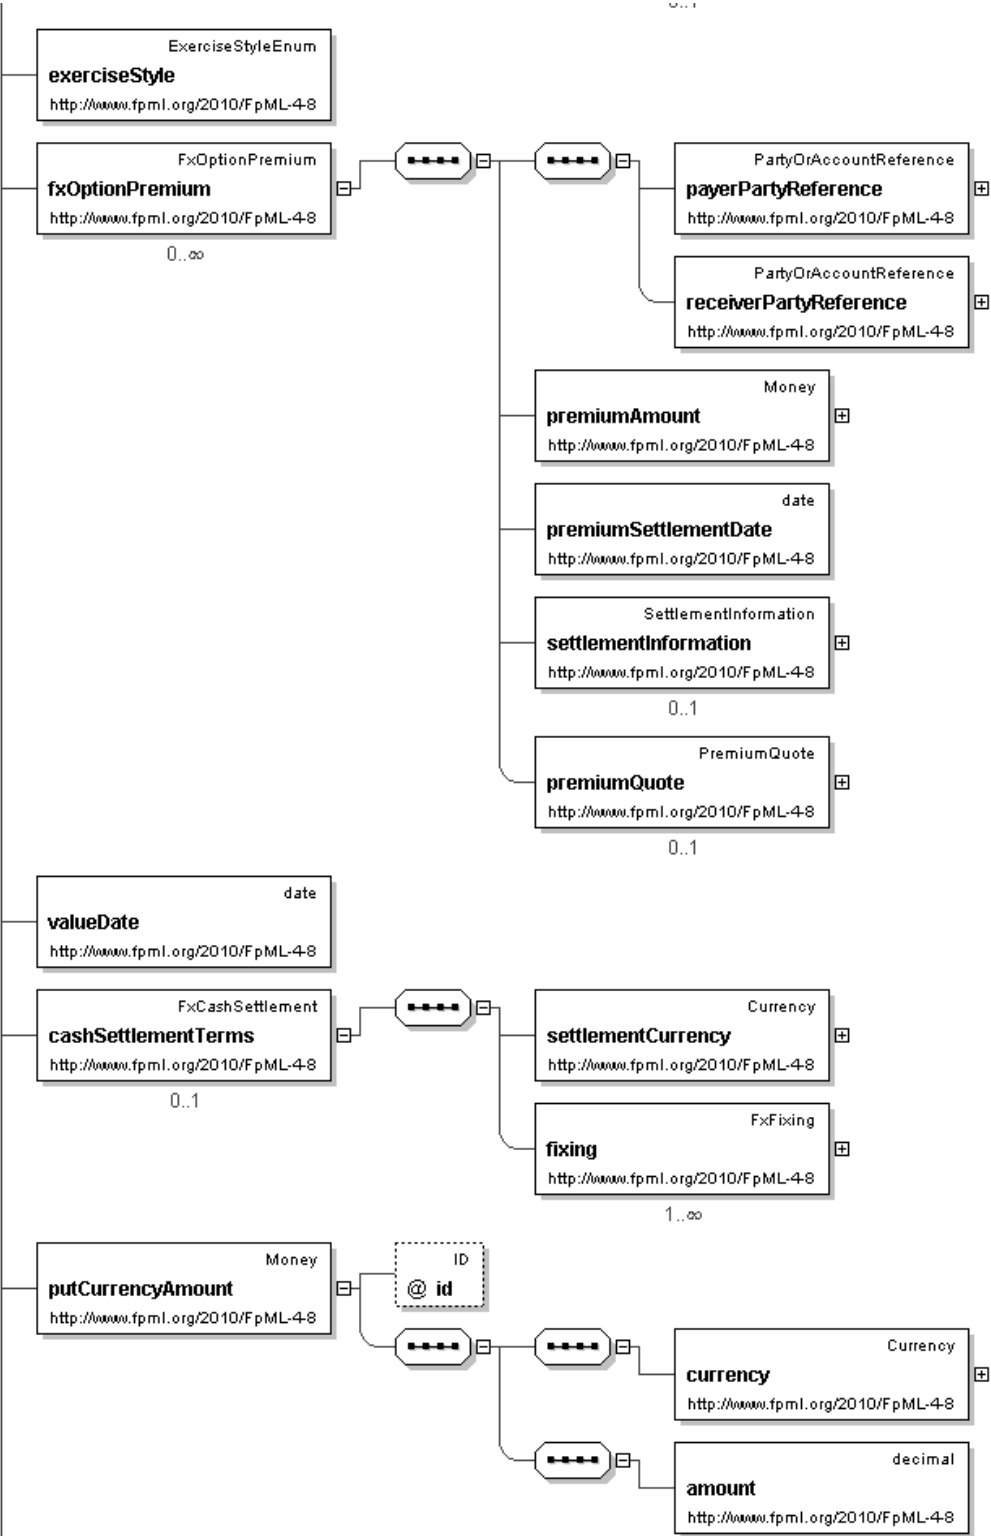 0..1
ExerciseStyleEnum
exerciseStyle
http://www.fpml.org/2010/FpML-4-8
FxOptionPremium
fxOptionPremium
http://www.fpml.org/2010/FpML-4-8
0..∞
PartyOrAccountReference
payerPartyReference
http://www.fpml.org/2010/FpML-4-8
PartyOrAccountReference
receiverPartyReference
http://www.fpml.org/2010/FpML-4-8
Money
premiumAmount
http://www.fpml.org/2010/FpML-4-8
date
premiumSettlementDate
http://www.fpml.org/2010/FpML-4-8
SettlementInformation
settlementInformation
http://www.fpml.org/2010/FpML-4-8
0..1
PremiumQuote
premiumQuote
http://www.fpml.org/2010/FpML-4-8
0..1
date
valueDate
http://www.fpml.org/2010/FpML-4-8
FxCashSettlement
cashSettlementTerms
http://www.fpml.org/2010/FpML-4-8
0..1
Currency
settlementCurrency
http://www.fpml.org/2010/FpML-4-8
FxFixing
fixing
http://www.fpml.org/2010/FpML-4-8
1..∞
Money
putCurrencyAmount
http://www.fpml.org/2010/FpML-4-8
ID
@ id
Currency
currency
http://www.fpml.org/2010/FpML-4-8
decimal
amount
http://www.fpml.org/2010/FpML-4-8